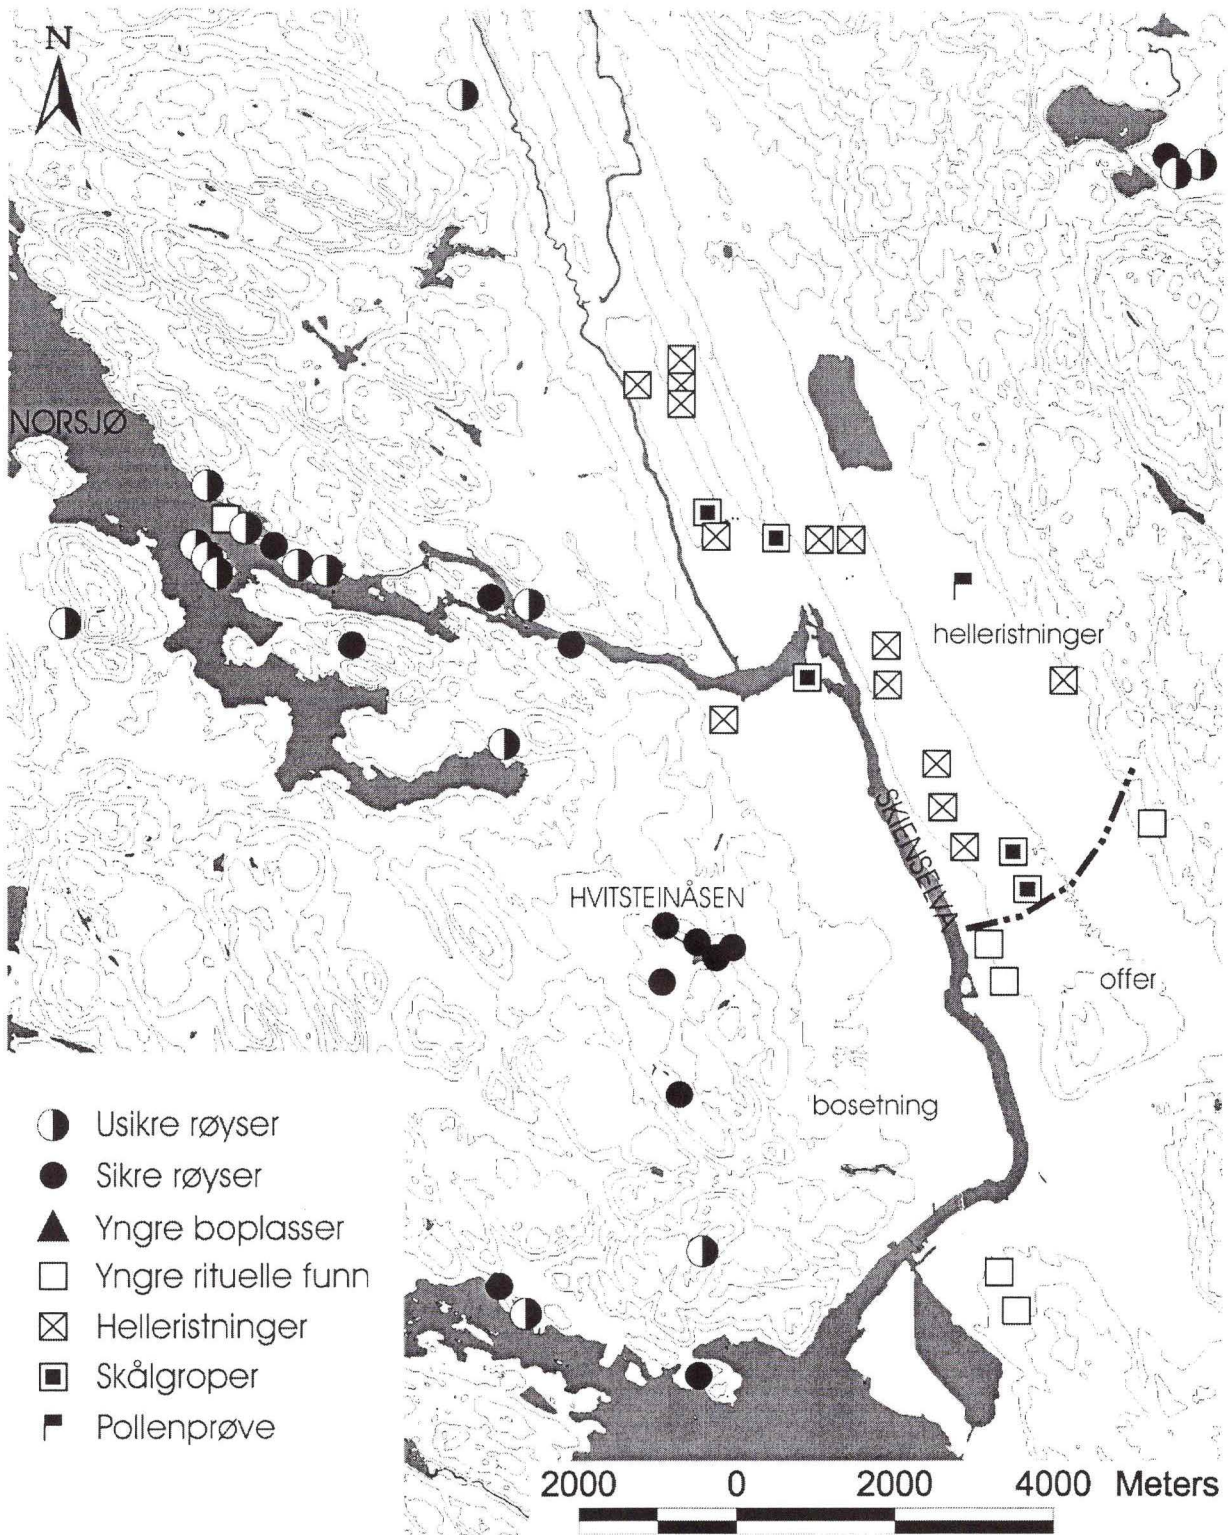 N
NORSJØ
helleristninger
SKIENSELVA
HVITSTEINÅSEN
offer
bosetning
Usikre røyser
Sikre røyser
Yngre boplasser
Yngre rituelle funn
Helleristninger
Skålgroper
Pollenprøve
2000 0 2000 4000 Meters